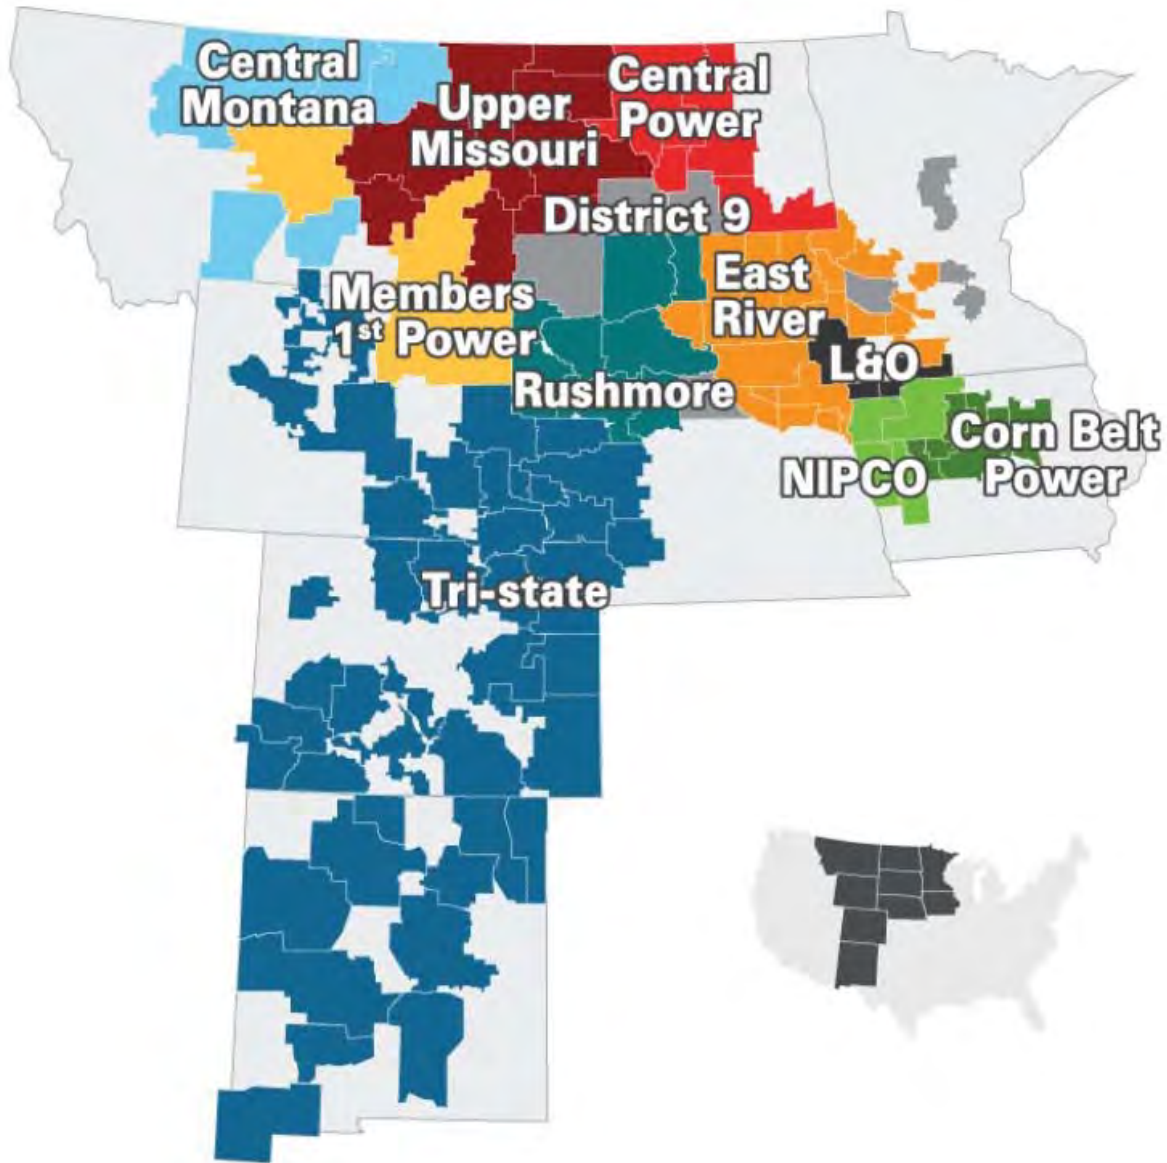 Central
Montana
Upper
Missouri
Central
Power
District 9
Members
1st Power
East
River
L&O
Rushmore
Corn Belt
Power
NIPCO
Tri-state